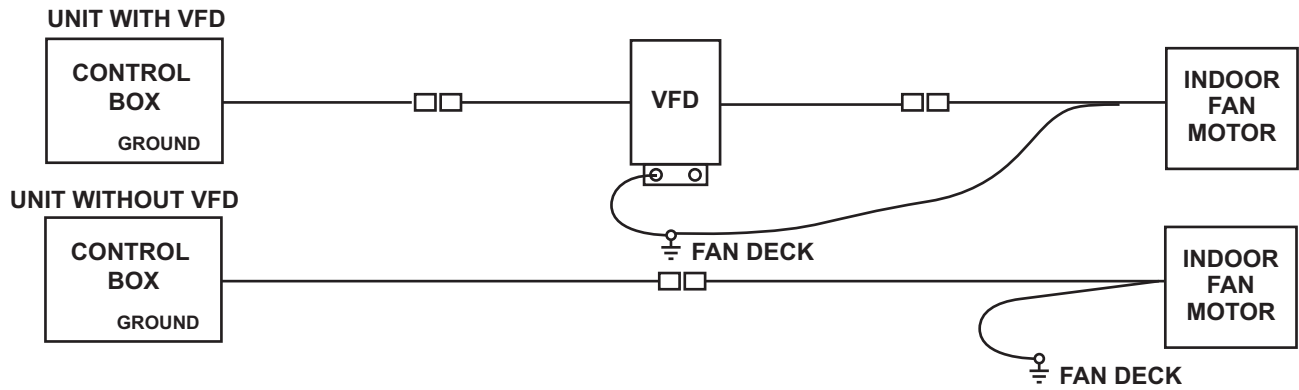 UNIT WITH VFD
CONTROL
BOX
GROUND
VFD
INDOOR
FAN
MOTOR
FAN DECK
UNIT WITHOUT VFD
CONTROL
BOX
GROUND
INDOOR
FAN
MOTOR
FAN DECK